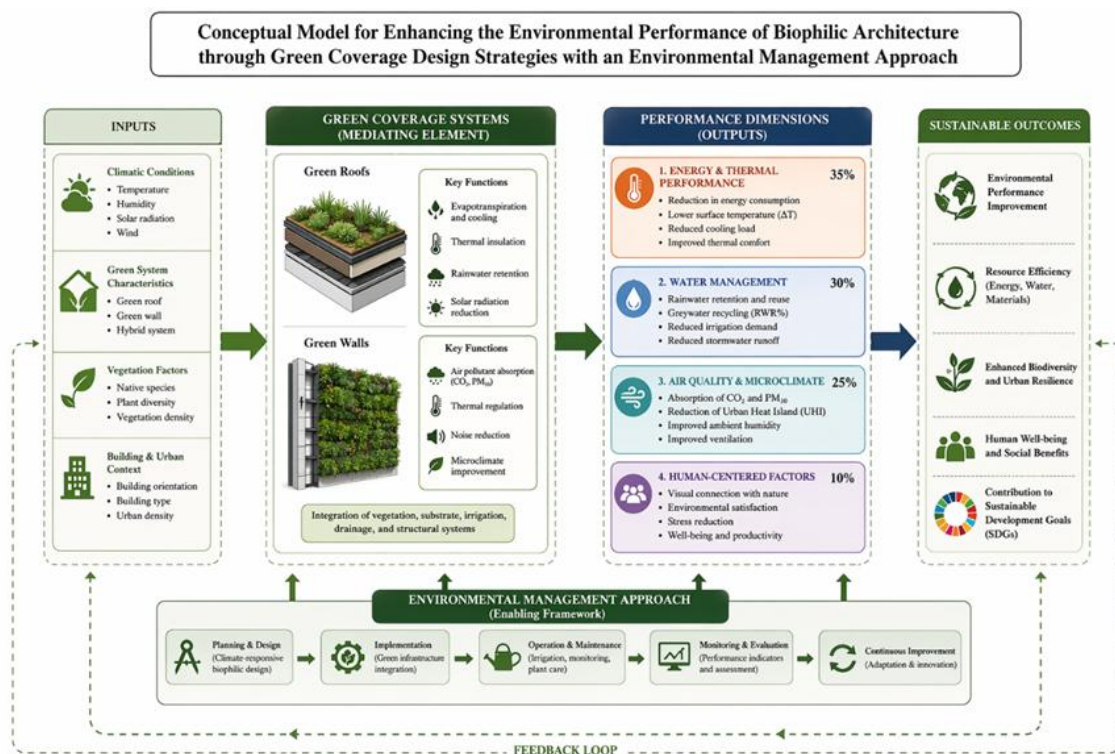 Conceptual Model for Enhancing the Environmental Performance of Biophilic Architecture
through Green Coverage Design Strategies with an Environmental Management Approach
INPUTS
Climatic Conditions
• Temperature
• Humidity
• Solar radiation
• Wind
Green System
Characteristics
• Green roof
• Green wall
• Hybrid system
Vegetation Factors
• Native species
• Plant diversity
• Vegetation density
Building & Urban
Context
• Building orientation
• Building type
• Urban density
GREEN COVERAGE SYSTEMS
(MEDIATING ELEMENT)
Green Roofs
Key Functions
Evapotranspiration
and cooling
Thermal insulation
Rainwater retention
Solar radiation
reduction
Green Walls
Key Functions
Air pollutant absorption
(CO₂, PM₁₀)
Thermal regulation
Noise reduction
Microclimate
improvement
Integration of vegetation, substrate, irrigation,
drainage, and structural systems
PERFORMANCE DIMENSIONS
(OUTPUTS)
1. ENERGY & THERMAL 35%
PERFORMANCE
• Reduction in energy consumption
• Lower surface temperature (ΔT)
• Reduced cooling load
• Improved thermal comfort
2. WATER MANAGEMENT 30%
• Rainwater retention and reuse
• Greywater recycling (RWR%)
• Reduced irrigation demand
• Reduced stormwater runoff
3. AIR QUALITY & MICROCLIMATE 25%
• Absorption of CO₂ and PM₁₀
• Reduction of Urban Heat Island (UHI)
• Improved ambient humidity
• Improved ventilation
4. HUMAN-CENTERED FACTORS 10%
• Visual connection with nature
• Environmental satisfaction
• Stress reduction
• Well-being and productivity
SUSTAINABLE OUTCOMES
Environmental
Performance
Improvement
Resource Efficiency
(Energy, Water,
Materials)
Enhanced Biodiversity
and Urban Resilience
Human Well-being
and Social Benefits
Contribution to
Sustainable
Development Goals
(SDGs)
ENVIRONMENTAL MANAGEMENT APPROACH
(Enabling Framework)
Planning & Design
(Climate-responsive
biophilic design)
Implementation
(Green infrastructure
integration)
Operation & Maintenance
(Irrigation, monitoring,
plant care)
Monitoring & Evaluation
(Performance indicators
and assessment)
Continuous Improvement
(Adaptation & innovation)
FEEDBACK LOOP